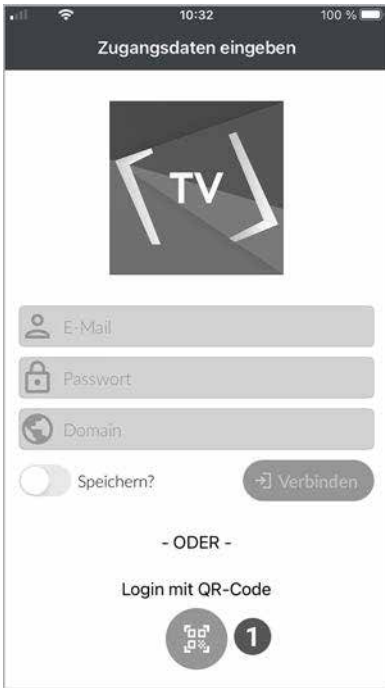 10:32
100 %
Zugangsdaten eingeben
TV
E-Mail
Passwort
Domain
Speichern?
Verbinden
- ODER -
Login mit QR-Code
1